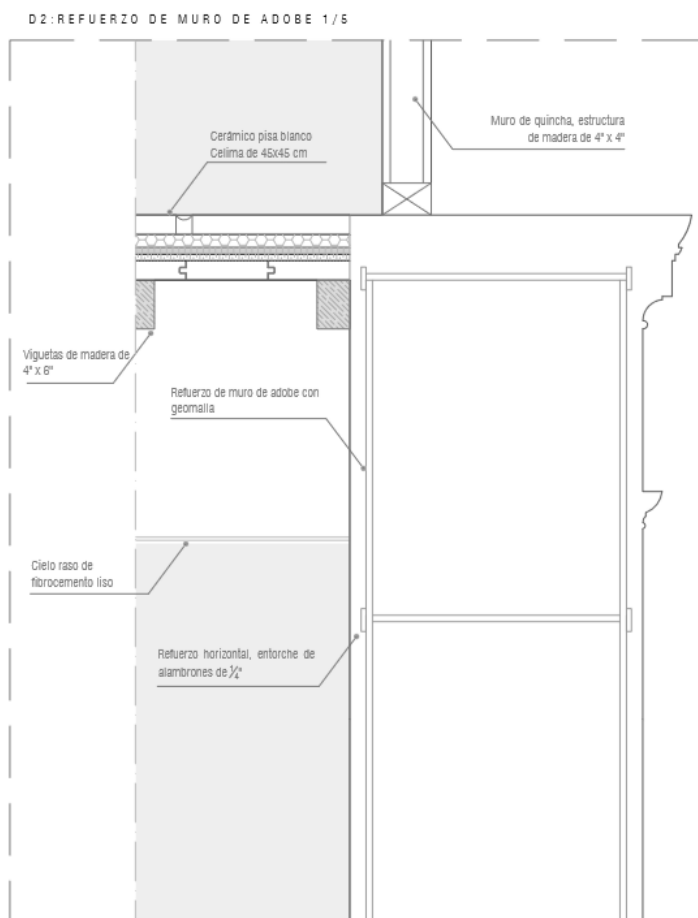 D2:REFUERZO DE MURO DE ADOBE 1/5
Cerámico pisa blanco
Celima de 45x45 cm
Muro de quincha, estructura
de madera de 4" x 4"
Viguetas de madera de
4" x 6"
Refuerzo de muro de adobe con
geomalla
Cielo raso de
fibrocemento liso
Refuerzo horizontal, entorche de
alambrones de ¼"